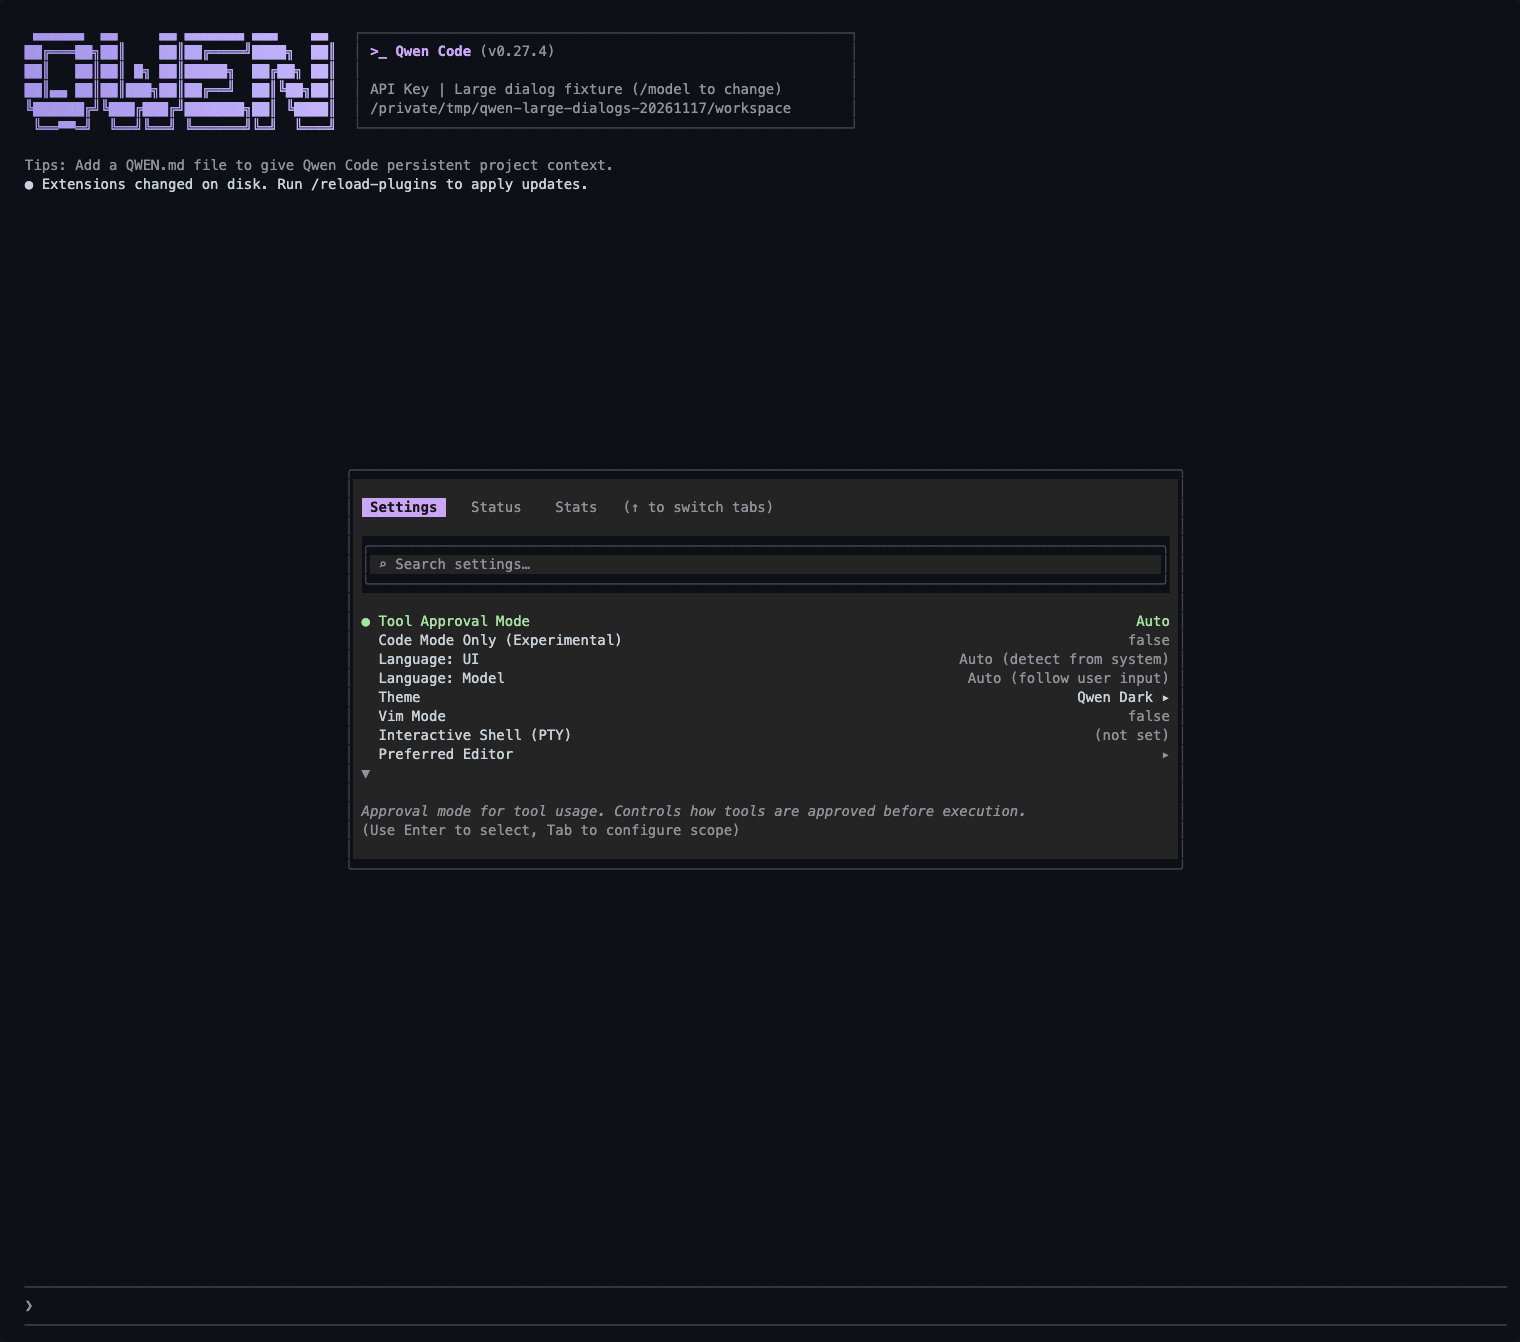 QWEN
>_ Qwen Code (v0.27.4)
API Key | Large dialog fixture (/model to change)
/private/tmp/qwen-large-dialogs-20261117/workspace
Tips: Add a QWEN.md file to give Qwen Code persistent project context.
● Extensions changed on disk. Run /reload-plugins to apply updates.
Settings Status Stats (↑ to switch tabs)
⌕ Search settings…
● Tool Approval Mode Auto
Code Mode Only (Experimental) false
Language: UI Auto (detect from system)
Language: Model Auto (follow user input)
Theme Qwen Dark ▸
Vim Mode false
Interactive Shell (PTY) (not set)
Preferred Editor ▸
▼
Approval mode for tool usage. Controls how tools are approved before execution.
(Use Enter to select, Tab to configure scope)
❯